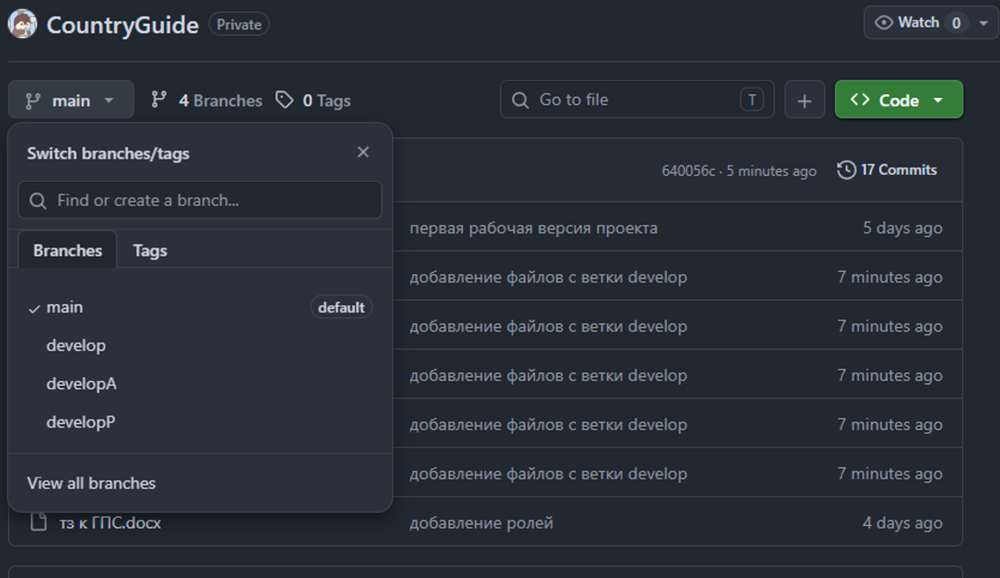 CountryGuide Private Watch 0
main 4 Branches 0 Tags Go to file T Code
Switch branches/tags
640056c · 5 minutes ago 17 Commits
Find or create a branch...
первая рабочая версия проекта 5 days ago
Branches Tags
добавление файлов с ветки develop 7 minutes ago
main default
добавление файлов с ветки develop 7 minutes ago
develop
добавление файлов с ветки develop 7 minutes ago
developA
добавление файлов с ветки develop 7 minutes ago
developP
добавление файлов с ветки develop 7 minutes ago
View all branches
тз к ГПС.docx добавление ролей 4 days ago